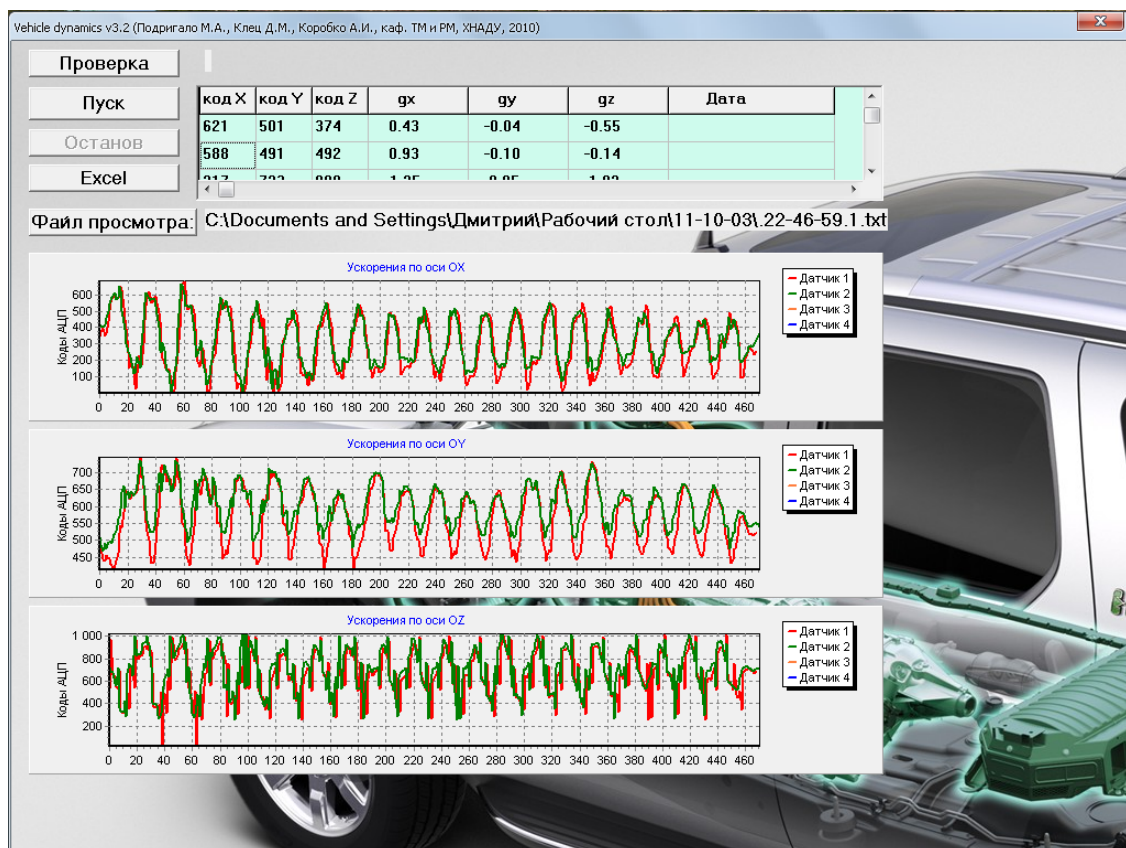 Vehicle dynamics v3.2 (Подригало М.А., Клец Д.М., Коробко А.И., каф. ТМ и РМ, ХНАДУ, 2010)
Проверка
Пуск
Останов
Excel
код X код Y код Z gx gy gz Дата
621 501 374 0.43 -0.04 -0.55
588 491 492 0.93 -0.10 -0.14
Файл просмотра: C:\Documents and Settings\Дмитрий\Рабочий стол\11-10-03\.22-46-59.1.txt
Ускорения по оси OX
Коды АЦП
600
500
400
300
200
100
0 20 40 60 80 100 120 140 160 180 200 220 240 260 280 300 320 340 360 380 400 420 440 460
Датчик 1
Датчик 2
Датчик 3
Датчик 4
Ускорения по оси OY
Коды АЦП
700
650
600
550
500
450
0 20 40 60 80 100 120 140 160 180 200 220 240 260 280 300 320 340 360 380 400 420 440 460
Датчик 1
Датчик 2
Датчик 3
Датчик 4
Ускорения по оси OZ
Коды АЦП
1 000
800
600
400
200
0 20 40 60 80 100 120 140 160 180 200 220 240 260 280 300 320 340 360 380 400 420 440 460
Датчик 1
Датчик 2
Датчик 3
Датчик 4